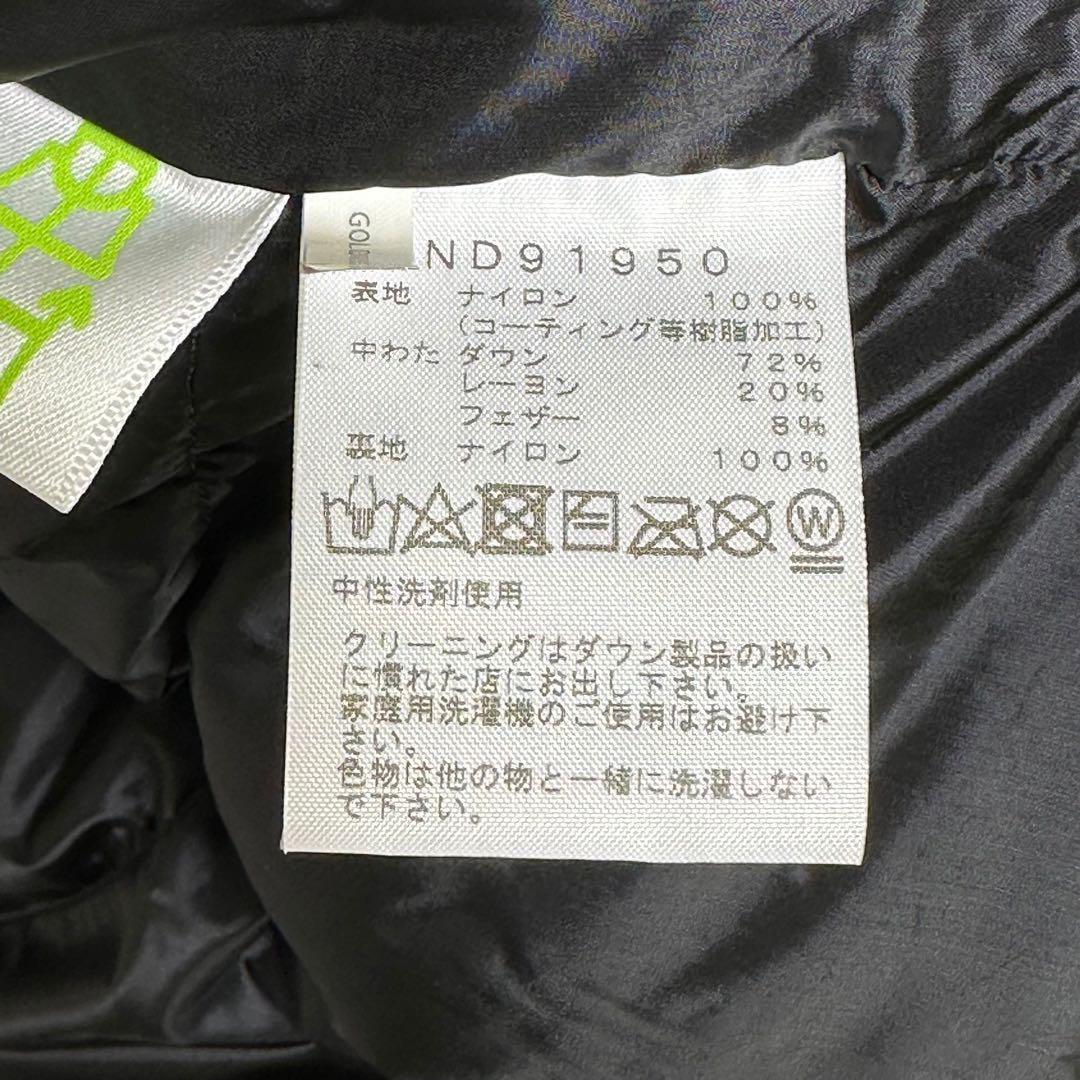 GOL
ND91950
表地 ナイロン 100%
(コーティング等樹脂加工)
中わた ダウン 72%
レーヨン 20%
フェザー 8%
裏地 ナイロン 100%
W
中性洗剤使用
クリーニングはダウン製品の扱い
に慣れた店にお出し下さい。
家庭用洗濯機のご使用はお避け下
さい。
色物は他の物と一緒に洗濯しない
で下さい。